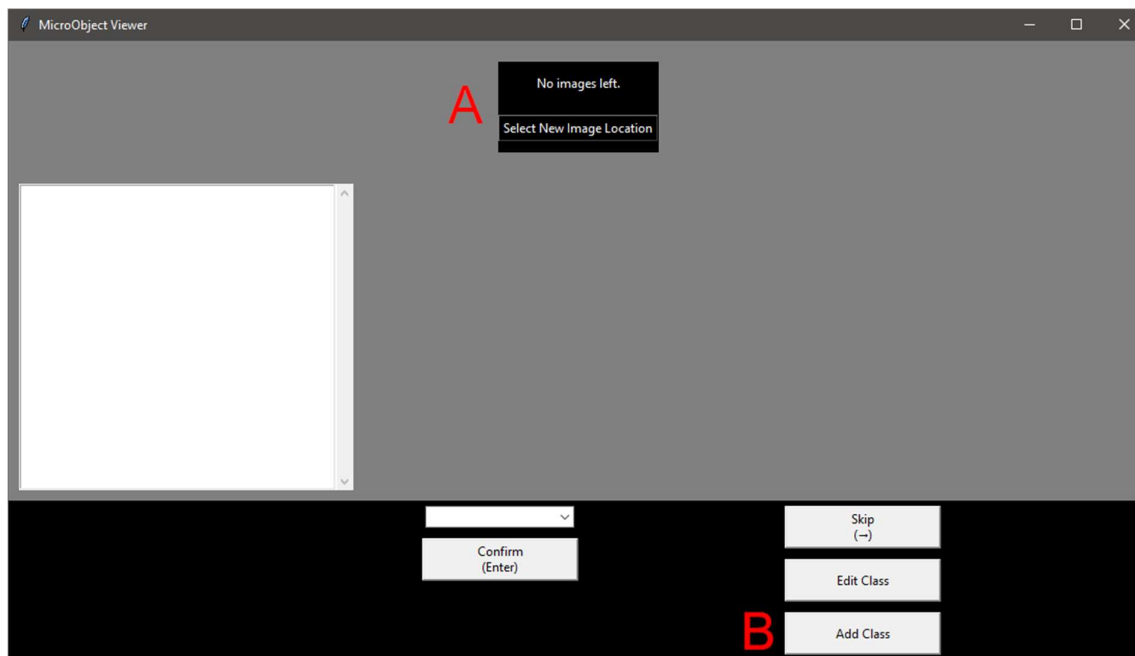 MicroObject Viewer
No images left.
A
Select New Image Location
Skip
(→)
Confirm
(Enter)
Edit Class
B
Add Class